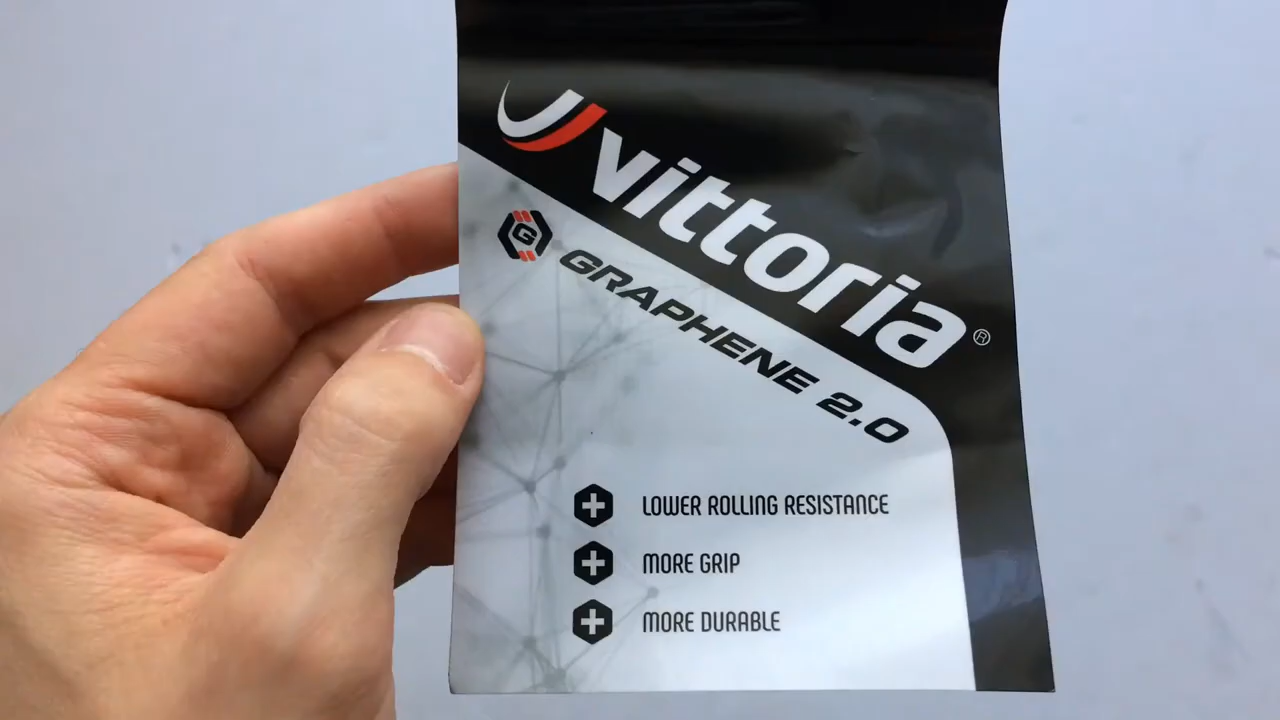 vittoria®
G GRAPHENE 2.0
LOWER ROLLING RESISTANCE
MORE GRIP
MORE DURABLE